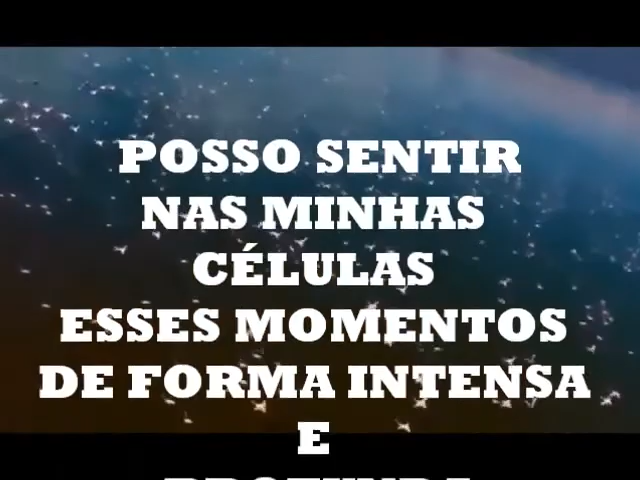 POSSO SENTIR
NAS MINHAS
CÉLULAS
ESSES MOMENTOS
DE FORMA INTENSA
E